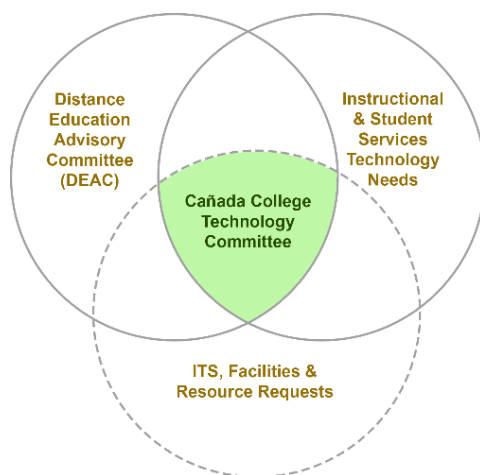 Distance
Education
Advisory
Committee
(DEAC)
Instructional
& Student
Services
Technology
Needs
Cañada College
Technology
Committee
ITS, Facilities &
Resource Requests